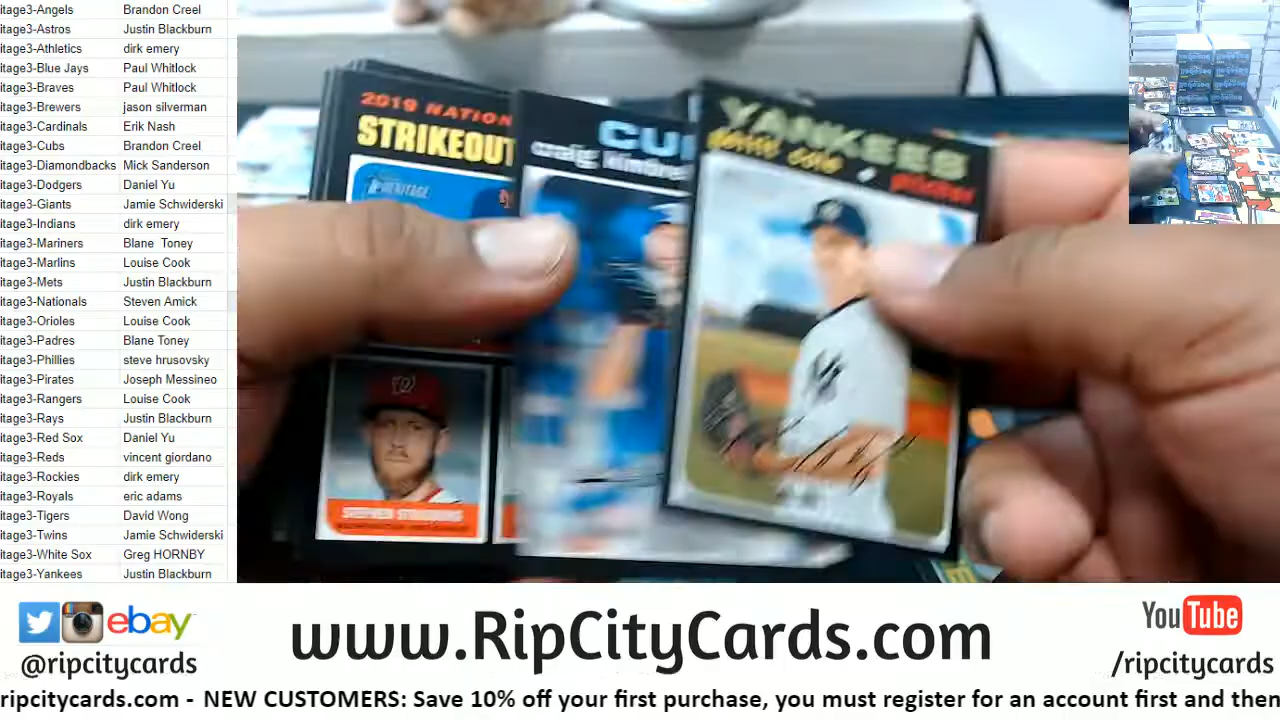 itage3-Angels Brandon Creel
itage3-Astros Justin Blackburn
itage3-Athletics dirk emery
itage3-Blue Jays Paul Whitlock
itage3-Braves Paul Whitlock
itage3-Brewers jason silverman
itage3-Cardinals Erik Nash
itage3-Cubs Brandon Creel
itage3-Diamondbacks Mick Sanderson
itage3-Dodgers Daniel Yu
itage3-Giants Jamie Schwiderski
itage3-Indians dirk emery
itage3-Mariners Blane Toney
itage3-Marlins Louise Cook
itage3-Mets Justin Blackburn
itage3-Nationals Steven Amick
itage3-Orioles Louise Cook
itage3-Padres Blane Toney
itage3-Phillies steve hrusovsky
itage3-Pirates Joseph Messineo
itage3-Rangers Louise Cook
itage3-Rays Justin Blackburn
itage3-Red Sox Daniel Yu
itage3-Reds vincent giordano
itage3-Rockies dirk emery
itage3-Royals eric adams
itage3-Tigers David Wong
itage3-Twins Jamie Schwiderski
itage3-White Sox Greg HORNBY
itage3-Yankees Justin Blackburn
2019 NATION
STRIKEOUT
HERITAGE
CU
craig kimbre
YANKEES
gerrit cole • pitcher
W
STEPHEN STRASBURG
ebay
@ripcitycards
www.RipCityCards.com
YouTube
/ripcitycards
ripcitycards.com - NEW CUSTOMERS: Save 10% off your first purchase, you must register for an account first and then